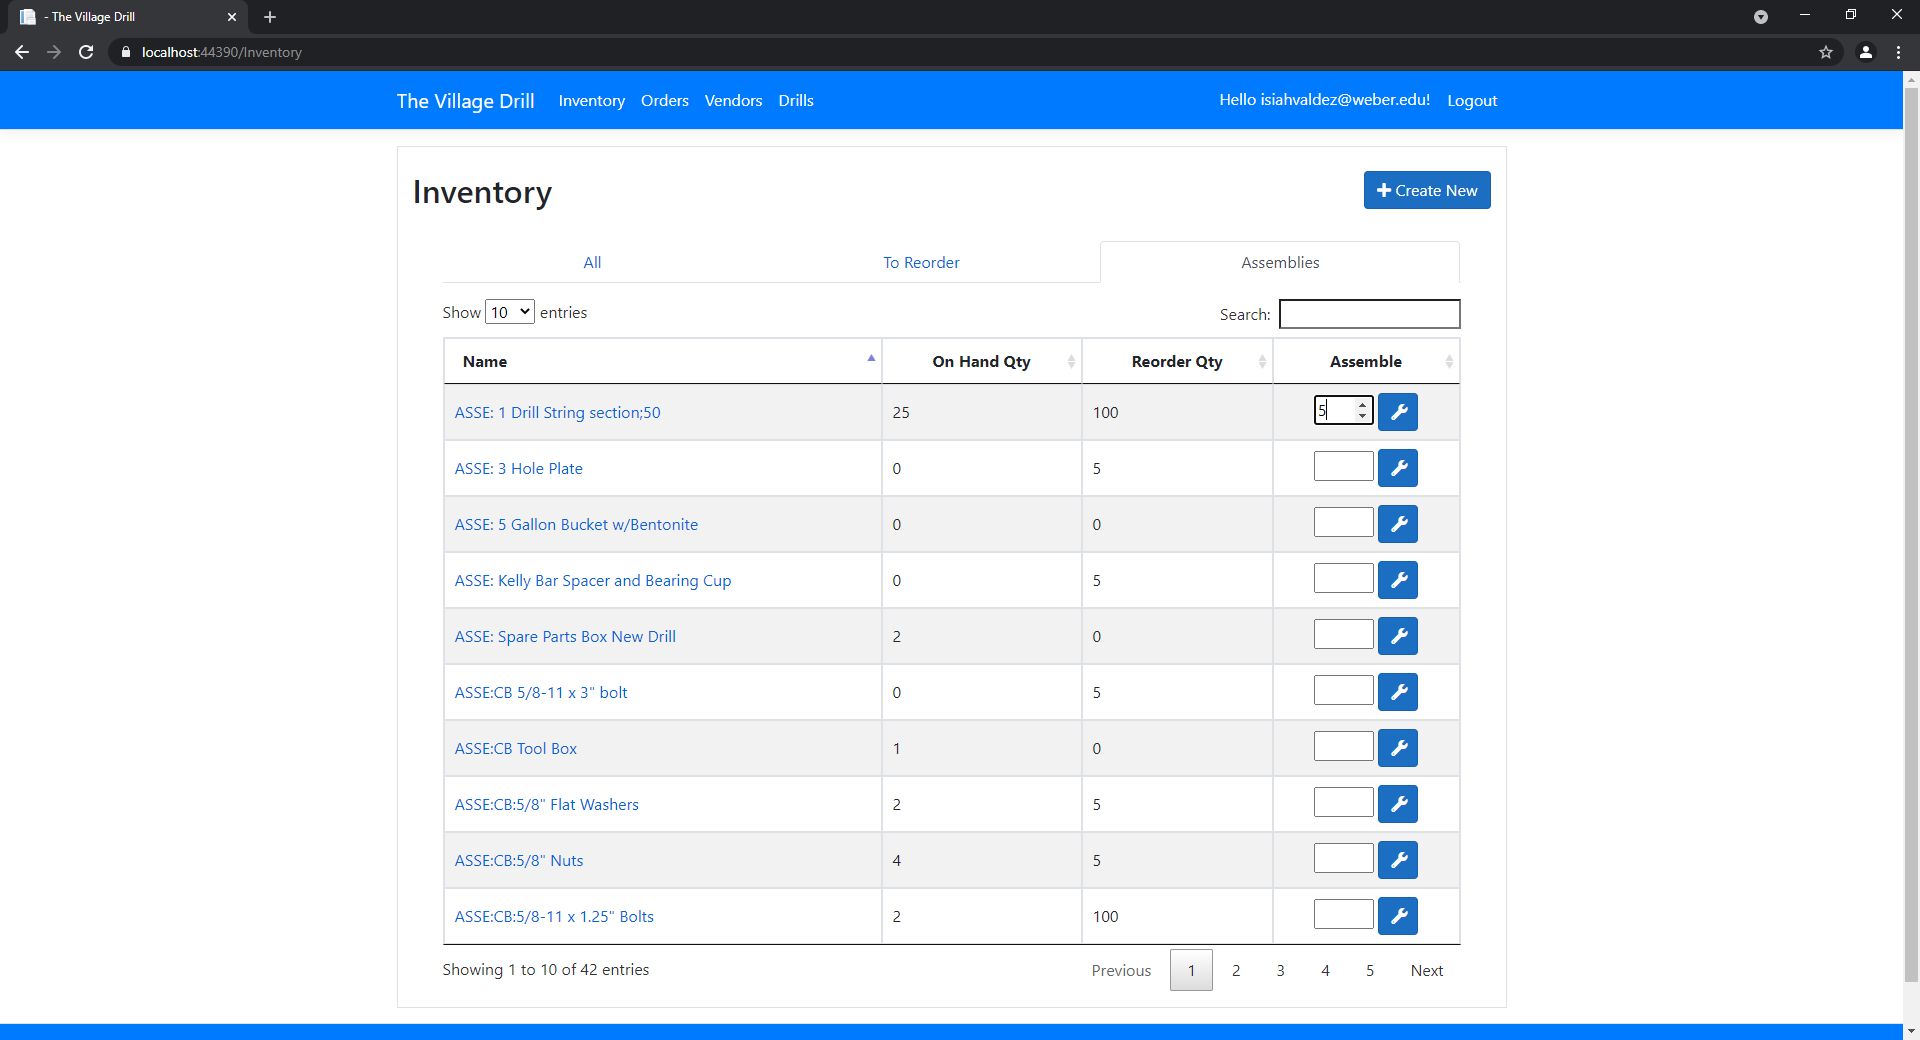 - The Village Drill
localhost:44390/Inventory
The Village Drill Inventory Orders Vendors Drills Hello isiahvaldez@weber.edu! Logout
Inventory
Create New
All To Reorder Assemblies
Show 10 entries Search:
Name On Hand Qty Reorder Qty Assemble
ASSE: 1 Drill String section;50 25 100 5
ASSE: 3 Hole Plate 0 5
ASSE: 5 Gallon Bucket w/Bentonite 0 0
ASSE: Kelly Bar Spacer and Bearing Cup 0 5
ASSE: Spare Parts Box New Drill 2 0
ASSE:CB 5/8-11 x 3" bolt 0 5
ASSE:CB Tool Box 1 0
ASSE:CB:5/8" Flat Washers 2 5
ASSE:CB:5/8" Nuts 4 5
ASSE:CB:5/8-11 x 1.25" Bolts 2 100
Showing 1 to 10 of 42 entries Previous 1 2 3 4 5 Next